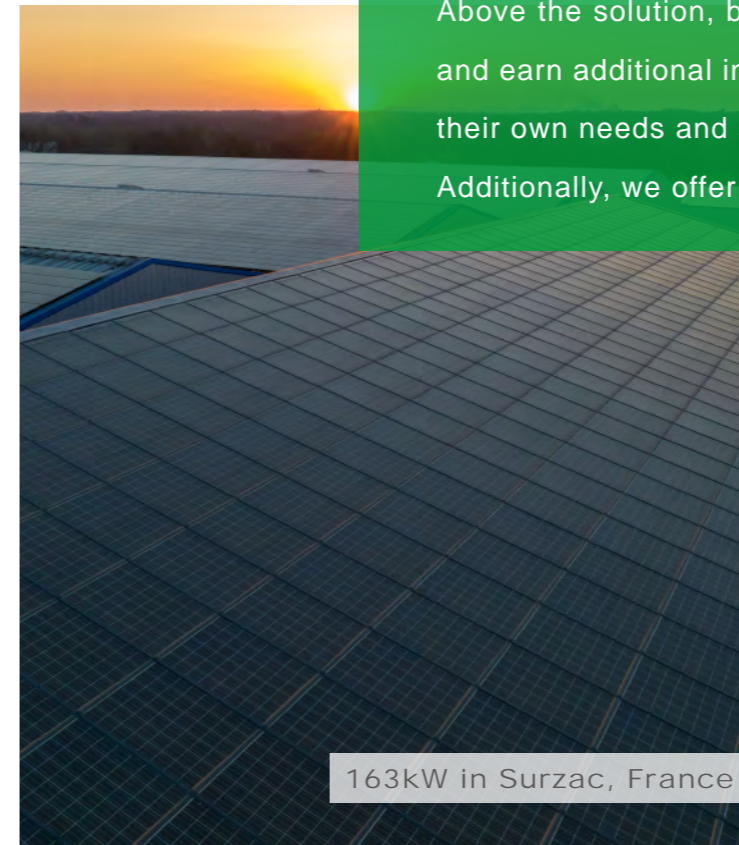 Above the solution, b
and earn additional in
their own needs and
Additionally, we offer
163kW in Surzac, France